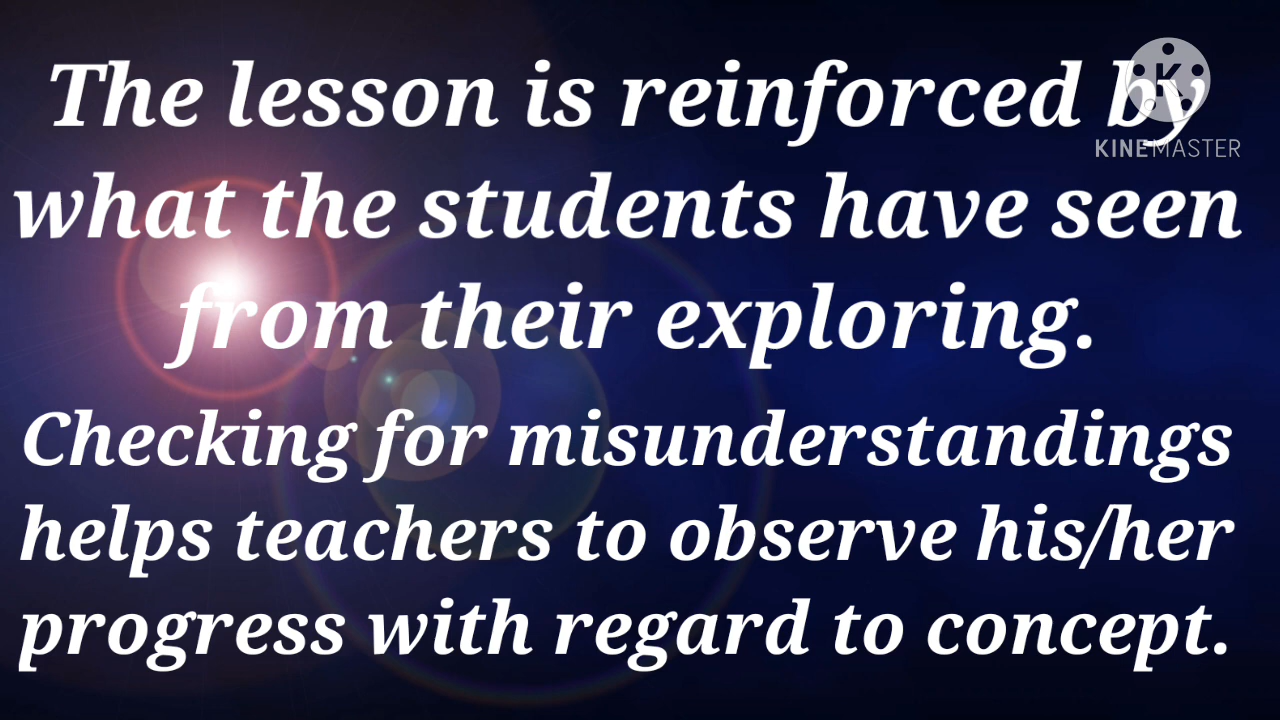 The lesson is reinforced by
what the students have seen
from their exploring.
Checking for misunderstandings
helps teachers to observe his/her
progress with regard to concept.
K
KINEMASTER